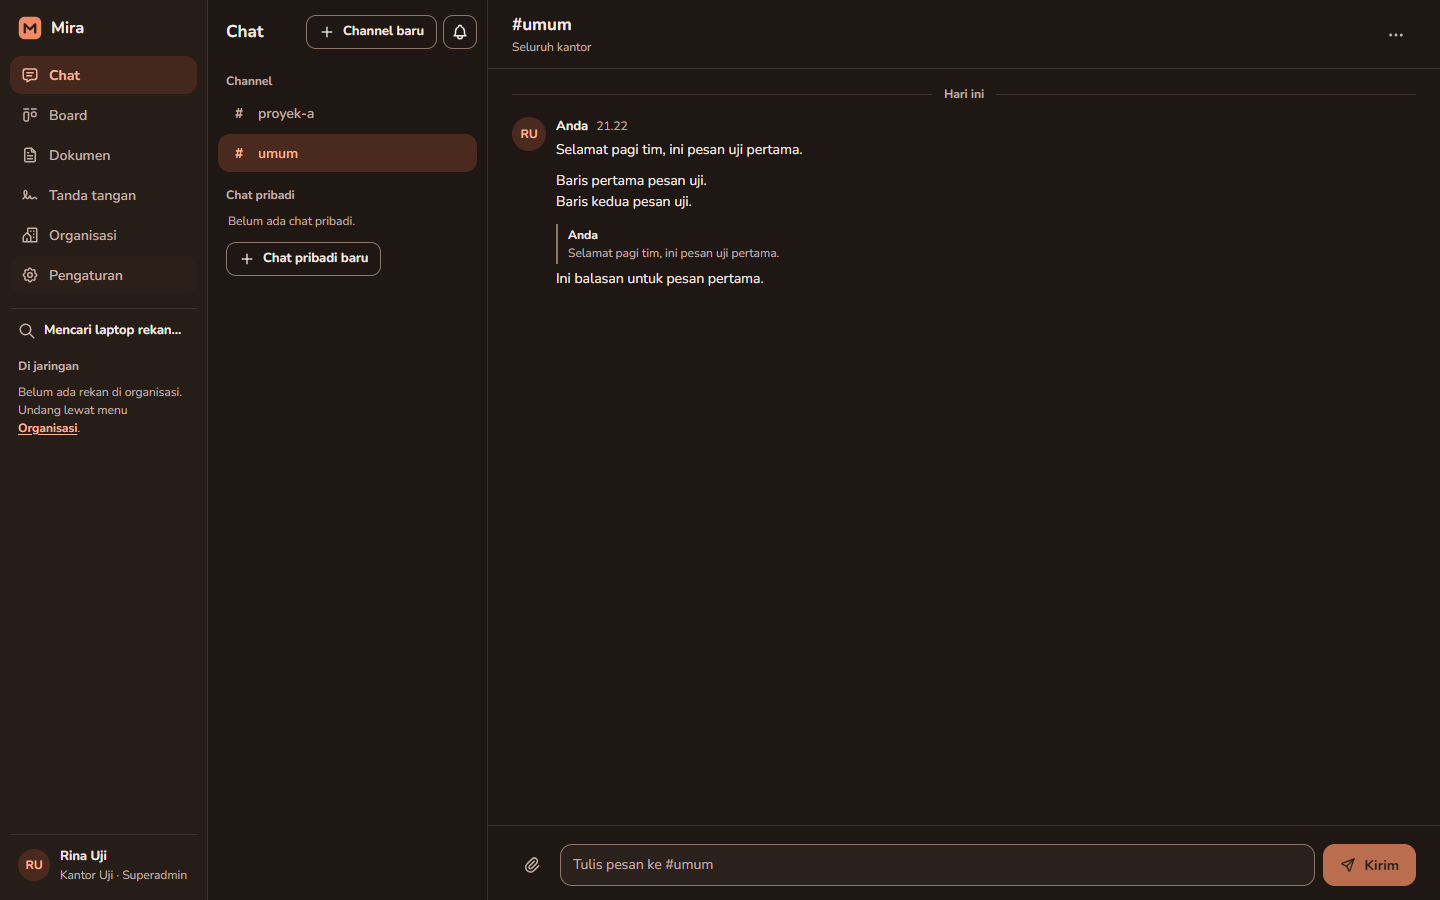 Mira
Chat
Board
Dokumen
Tanda tangan
Organisasi
Pengaturan
Mencari laptop rekan...
Di jaringan
Belum ada rekan di organisasi.
Undang lewat menu
Organisasi.
RU
Rina Uji
Kantor Uji · Superadmin
Chat
Channel baru
Channel
# proyek-a
# umum
Chat pribadi
Belum ada chat pribadi.
Chat pribadi baru
#umum
Seluruh kantor
Hari ini
RU
Anda 21.22
Selamat pagi tim, ini pesan uji pertama.
Baris pertama pesan uji.
Baris kedua pesan uji.
Anda
Selamat pagi tim, ini pesan uji pertama.
Ini balasan untuk pesan pertama.
Tulis pesan ke #umum
Kirim